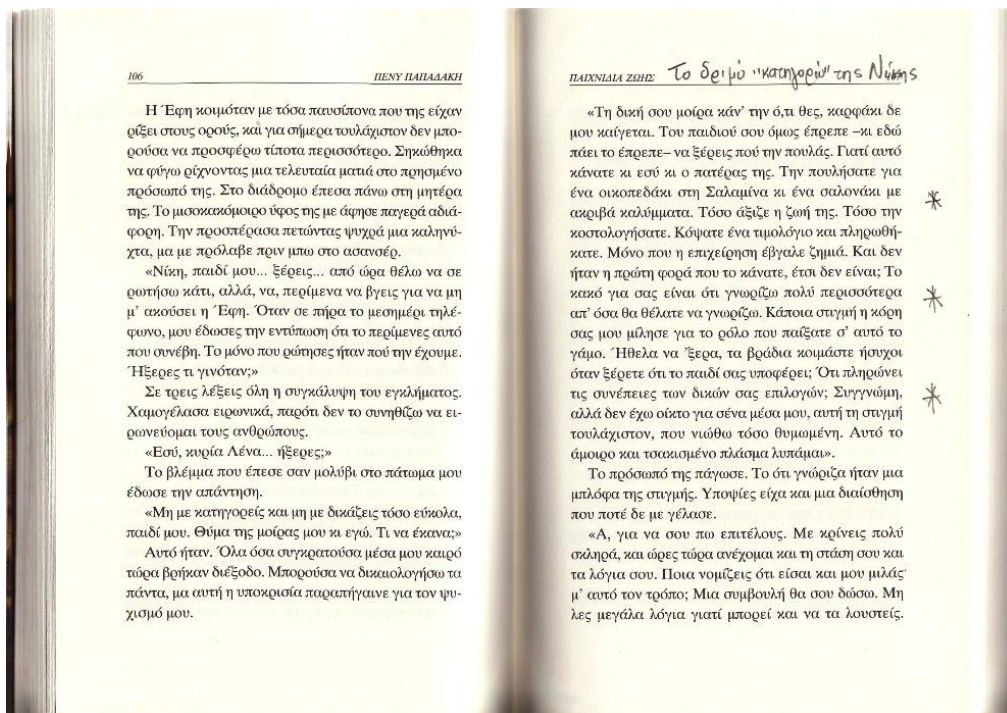 106 ΠΕΝΥ ΠΑΠΑΔΑΚΗ
Η Έφη κοιμόταν με τόσα παυσίπονα που της είχαν
ρίξει στους ορούς, και για σήμερα τουλάχιστον δεν μπο-
ρούσα να προσφέρω τίποτα περισσότερο. Σηκώθηκα
να φύγω ρίχνοντας μια τελευταία ματιά στο πρησμένο
πρόσωπό της. Στο διάδρομο έπεσα πάνω στη μητέρα
της. Το μισοκακόμοιρο ύφος της με άφησε παγερά αδιά-
φορη. Την προσπέρασα πετώντας ψυχρά μια καληνύ-
χτα, μα με πρόλαβε πριν μπω στο ασανσέρ.
«Νίκη, παιδί μου... ξέρεις... από ώρα θέλω να σε
ρωτήσω κάτι, αλλά, να, περίμενα να βγεις για να μη
μ' ακούσει η Έφη. Όταν σε πήρα το μεσημέρι τηλέ-
φωνο, μου έδωσες την εντύπωση ότι το περίμενες αυτό
που συνέβη. Το μόνο που ρώτησες ήταν πού την έχουμε.
Ήξερες τι γινόταν;»
Σε τρεις λέξεις όλη η συγκάλυψη του εγκλήματος.
Χαμογέλασα ειρωνικά, παρότι δεν το συνηθίζω να ει-
ρωνεύομαι τους ανθρώπους.
«Εσύ, κυρία Λένα... ήξερες;»
Το βλέμμα που έπεσε σαν μολύβι στο πάτωμα μου
έδωσε την απάντηση.
«Μη με κατηγορείς και μη με δικάζεις τόσο εύκολα,
παιδί μου. Θύμα της μοίρας μου κι εγώ. Τι να έκανα;»
Αυτό ήταν. Όλα όσα συγκρατούσα μέσα μου καιρό
τώρα βρήκαν διέξοδο. Μπορούσα να δικαιολογήσω τα
πάντα, μα αυτή η υποκρισία παραπήγαινε για τον ψυ-
χισμό μου.
ΠΑΙΧΝΙΔΙΑ ΖΩΗΣ Το δριμύ "κατηγορώ" της Νίκης
«Τη δική σου μοίρα κάν' την ό,τι θες, καρφάκι δε
μου καίγεται. Του παιδιού σου όμως έπρεπε –κι εδώ
πάει το έπρεπε– να ξέρεις πού την πουλάς. Γιατί αυτό
κάνατε κι εσύ κι ο πατέρας της. Την πουλήσατε για
ένα οικοπεδάκι στη Σαλαμίνα κι ένα σαλονάκι με
ακριβά καλύμματα. Τόσο άξιζε η ζωή της. Τόσο την
κοστολογήσατε. Κόψατε ένα τιμολόγιο και πληρωθή-
κατε. Μόνο που η επιχείρηση έβγαλε ζημιά. Και δεν
ήταν η πρώτη φορά που το κάνατε, έτσι δεν είναι; Το
κακό για σας είναι ότι γνωρίζω πολύ περισσότερα
απ' όσα θα θέλατε να γνωρίζω. Κάποια στιγμή η κόρη
σας μου μίλησε για το ρόλο που παίξατε σ' αυτό το
γάμο. Ήθελα να 'ξερα, τα βράδια κοιμάστε ήσυχοι
όταν ξέρετε ότι το παιδί σας υποφέρει; Ότι πληρώνει
τις συνέπειες των δικών σας επιλογών; Συγγνώμη,
αλλά δεν έχω οίκτο για σένα μέσα μου, αυτή τη στιγμή
τουλάχιστον, που νιώθω τόσο θυμωμένη. Αυτό το
άμοιρο και τσακισμένο πλάσμα λυπάμαι».
Το πρόσωπό της πάγωσε. Το ότι γνώριζα ήταν μια
μπλόφα της στιγμής. Υποψίες είχα και μια διαίσθηση
που ποτέ δε με γέλασε.
«Α, για να σου πω επιτέλους. Με κρίνεις πολύ
σκληρά, και ώρες τώρα ανέχομαι και τη στάση σου και
τα λόγια σου. Ποια νομίζεις ότι είσαι και μου μιλάς
μ' αυτό τον τρόπο; Μια συμβουλή θα σου δώσω. Μη
λες μεγάλα λόγια γιατί μπορεί και να τα λουστείς.